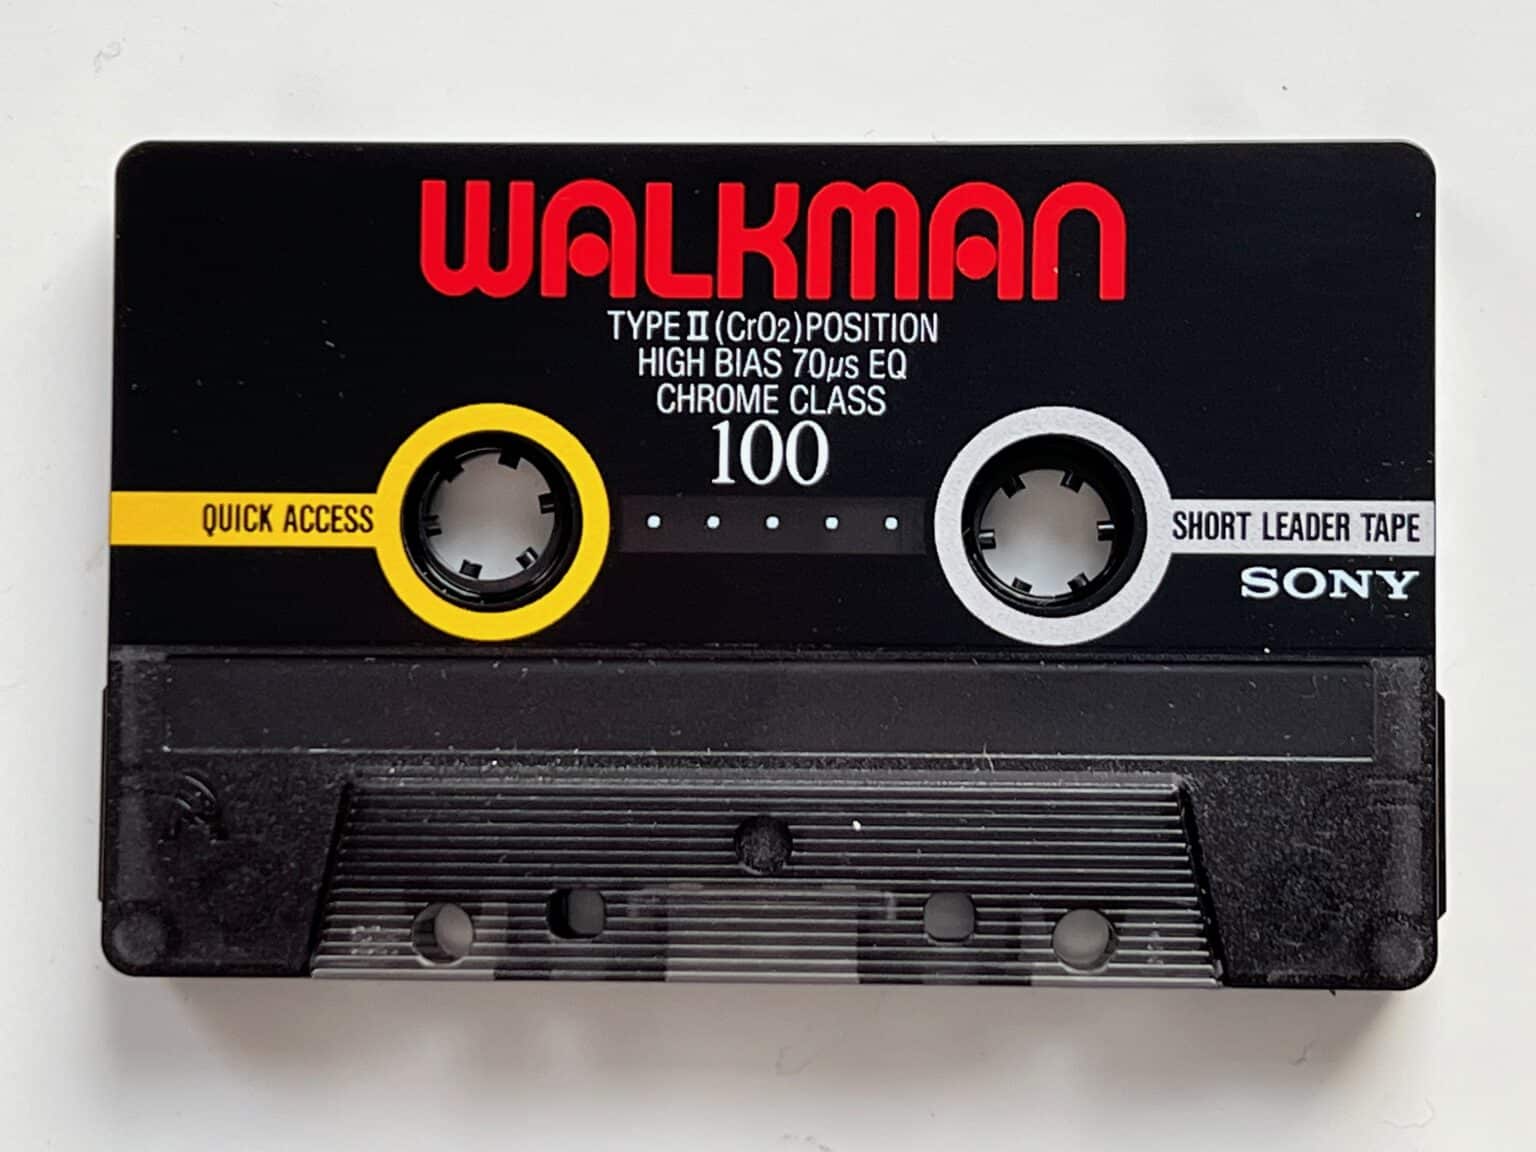 WALKMAN
TYPE II (CrO2) POSITION
HIGH BIAS 70µs EQ
CHROME CLASS
100
QUICK ACCESS
SHORT LEADER TAPE
SONY